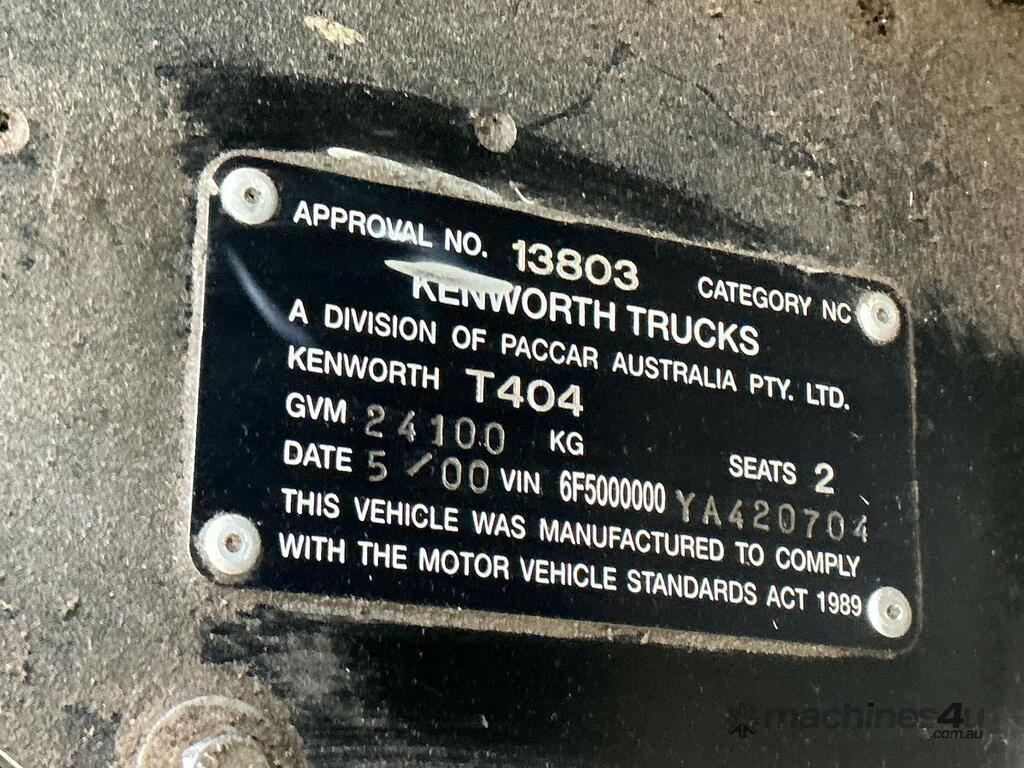 APPROVAL NO. 13803 CATEGORY NC
KENWORTH TRUCKS
A DIVISION OF PACCAR AUSTRALIA PTY. LTD.
KENWORTH T404
GVM 24100 KG SEATS 2
DATE 5/00 VIN 6F5000000YA420704
THIS VEHICLE WAS MANUFACTURED TO COMPLY
WITH THE MOTOR VEHICLE STANDARDS ACT 1989
machines4u
.com.au